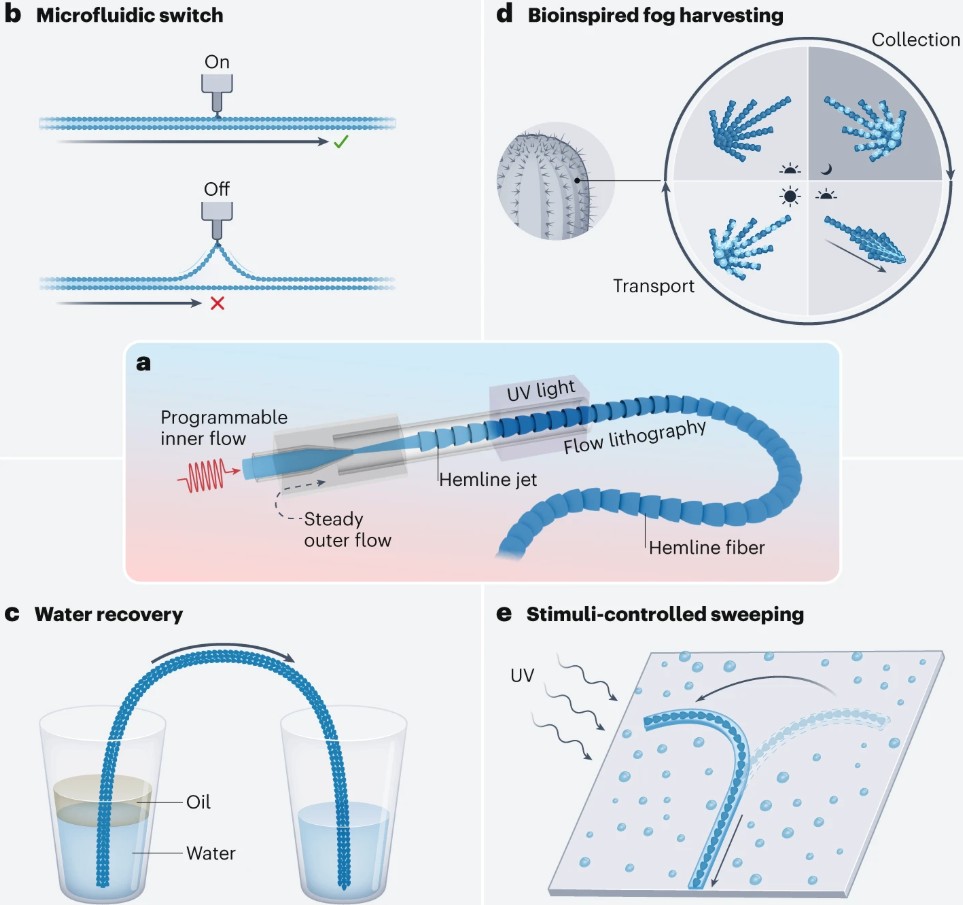 b Microfluidic switch
On
Off
d Bioinspired fog harvesting
Collection
Transport
a
Programmable
inner flow
Steady
outer flow
Hemline jet
UV light
Flow lithography
Hemline fiber
c Water recovery
Oil
Water
e Stimuli-controlled sweeping
UV